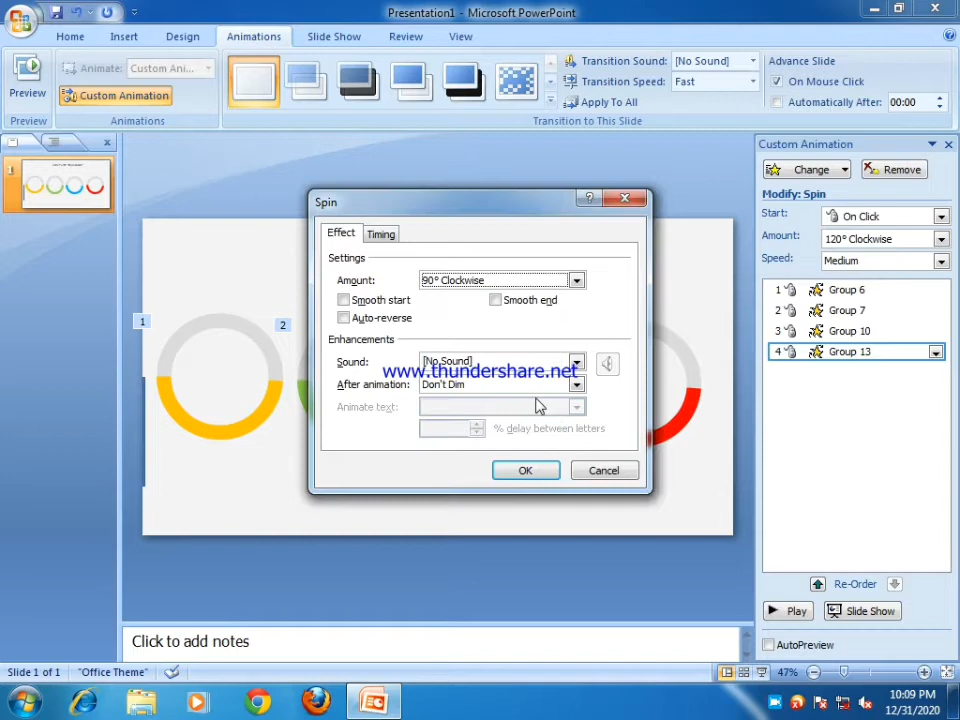 Presentation1 - Microsoft PowerPoint
Home Insert Design Animations Slide Show Review View
Preview
Preview
Animate: Custom Ani...
Custom Animation
Animations
Transition Sound: [No Sound]
Transition Speed: Fast
Apply To All
Transition to This Slide
Advance Slide
On Mouse Click
Automatically After: 00:00
1
1
2
Spin
Effect Timing
Settings
Amount: 90° Clockwise
Smooth start Smooth end
Auto-reverse
Enhancements
Sound: [No Sound]
www.thundershare.net
After animation: Don't Dim
Animate text:
% delay between letters
OK Cancel
Custom Animation
Change Remove
Modify: Spin
Start: On Click
Amount: 120° Clockwise
Speed: Medium
1 Group 6
2 Group 7
3 Group 10
4 Group 13
Re-Order
Play Slide Show
AutoPreview
Click to add notes
Slide 1 of 1 "Office Theme" 47%
10:09 PM
12/31/2020